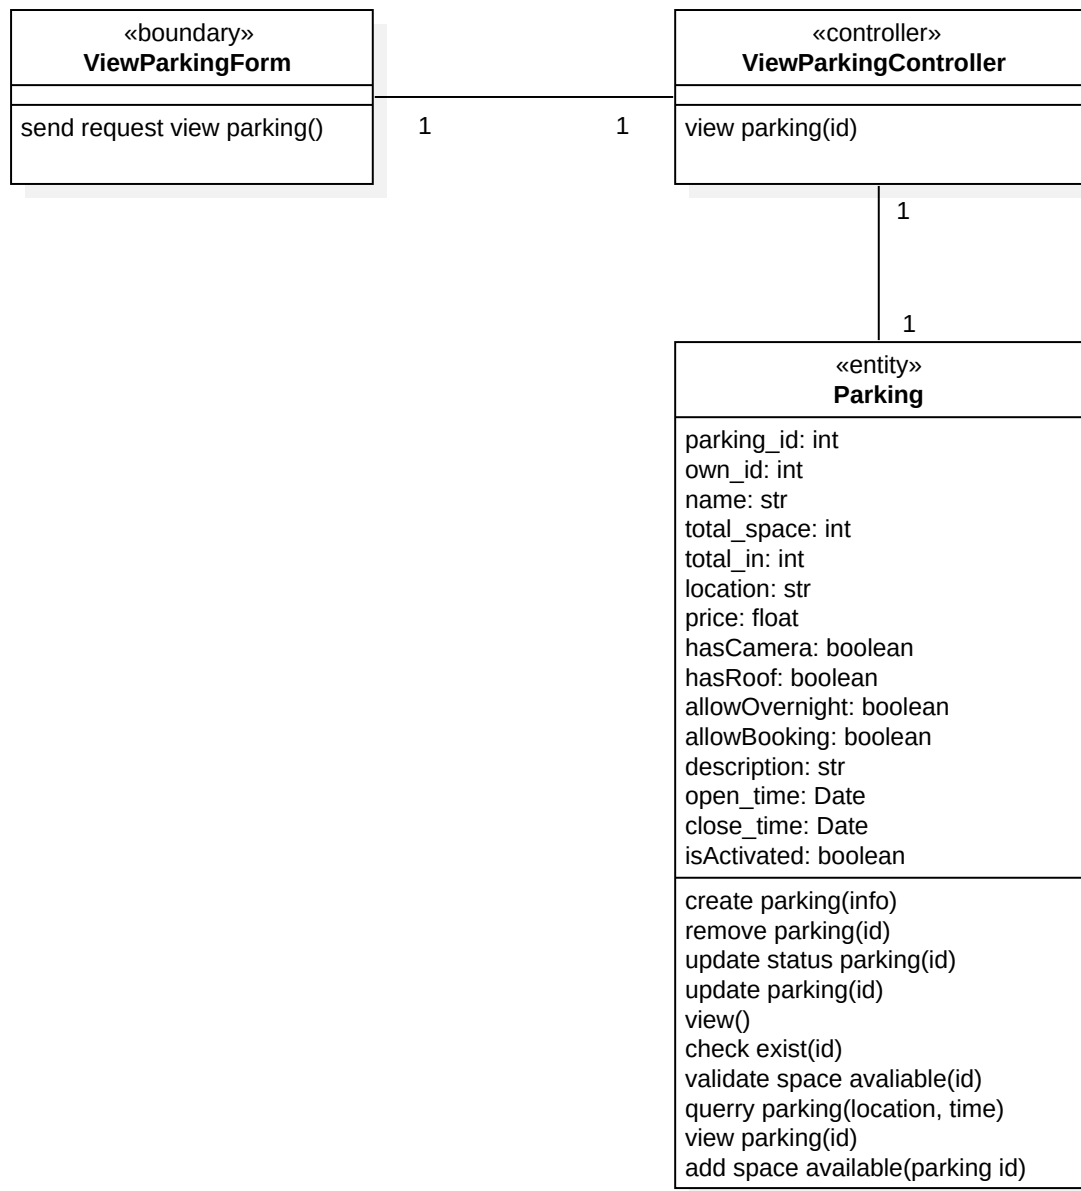 «boundary»
ViewParkingForm
send request view parking()
1
1
«controller»
ViewParkingController
view parking(id)
1
1
«entity»
Parking
parking_id: int
own_id: int
name: str
total_space: int
total_in: int
location: str
price: float
hasCamera: boolean
hasRoof: boolean
allowOvernight: boolean
allowBooking: boolean
description: str
open_time: Date
close_time: Date
isActivated: boolean
create parking(info)
remove parking(id)
update status parking(id)
update parking(id)
view()
check exist(id)
validate space avaliable(id)
querry parking(location, time)
view parking(id)
add space available(parking id)